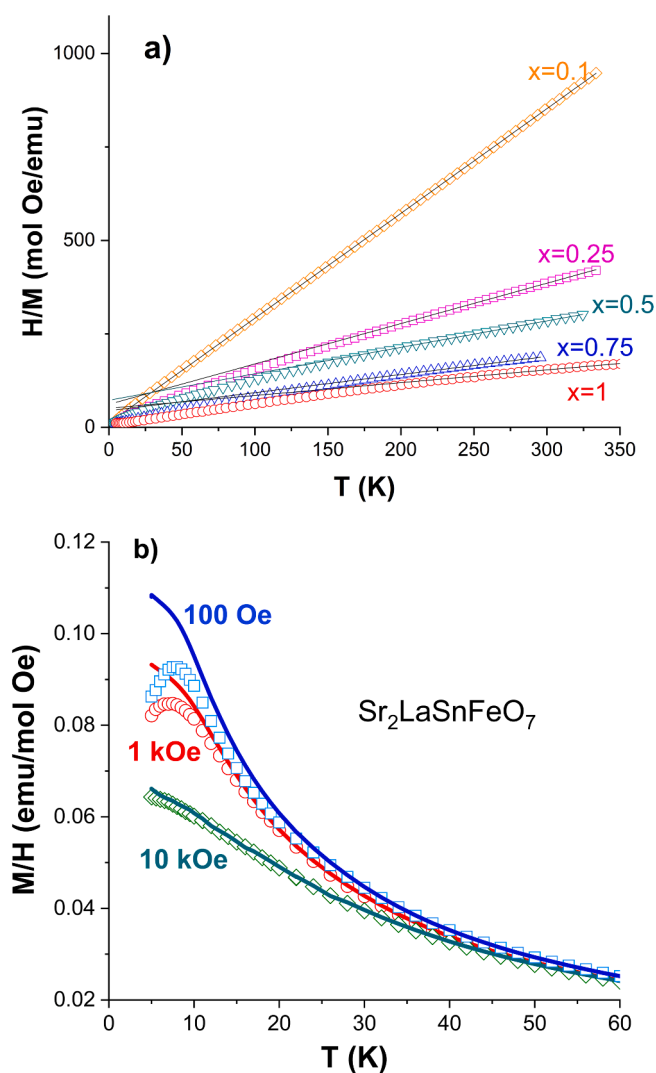 a)
1000
500
0
H/M (mol Oe/emu)
x=0.1
x=0.25
x=0.5
x=0.75
x=1
0 50 100 150 200 250 300 350
T (K)
b)
0.12
0.10
0.08
0.06
0.04
0.02
M/H (emu/mol Oe)
100 Oe
Sr₂LaSnFeO₇
1 kOe
10 kOe
0 10 20 30 40 50 60
T (K)